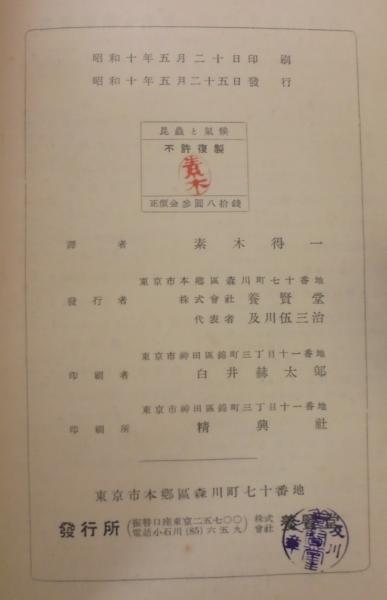 昭和十年五月二十日印刷
昭和十年五月二十五日發行
昆蟲と氣候
不許復製
素木
正價金參圓八拾錢
譯者 素木得一
東京市本鄕區森川町七十番地
發行者 株式會社 養賢堂
代表者 及川伍三治
東京市神田區錦町三丁目十一番地
印刷者 白井赫太郞
東京市神田區錦町三丁目十一番地
印刷所 精興社
東京市本鄕區森川町七十番地
發行所 (振替口座東京二五七〇〇 電話小石川(85)六五九) 株式會社 養賢堂
及川